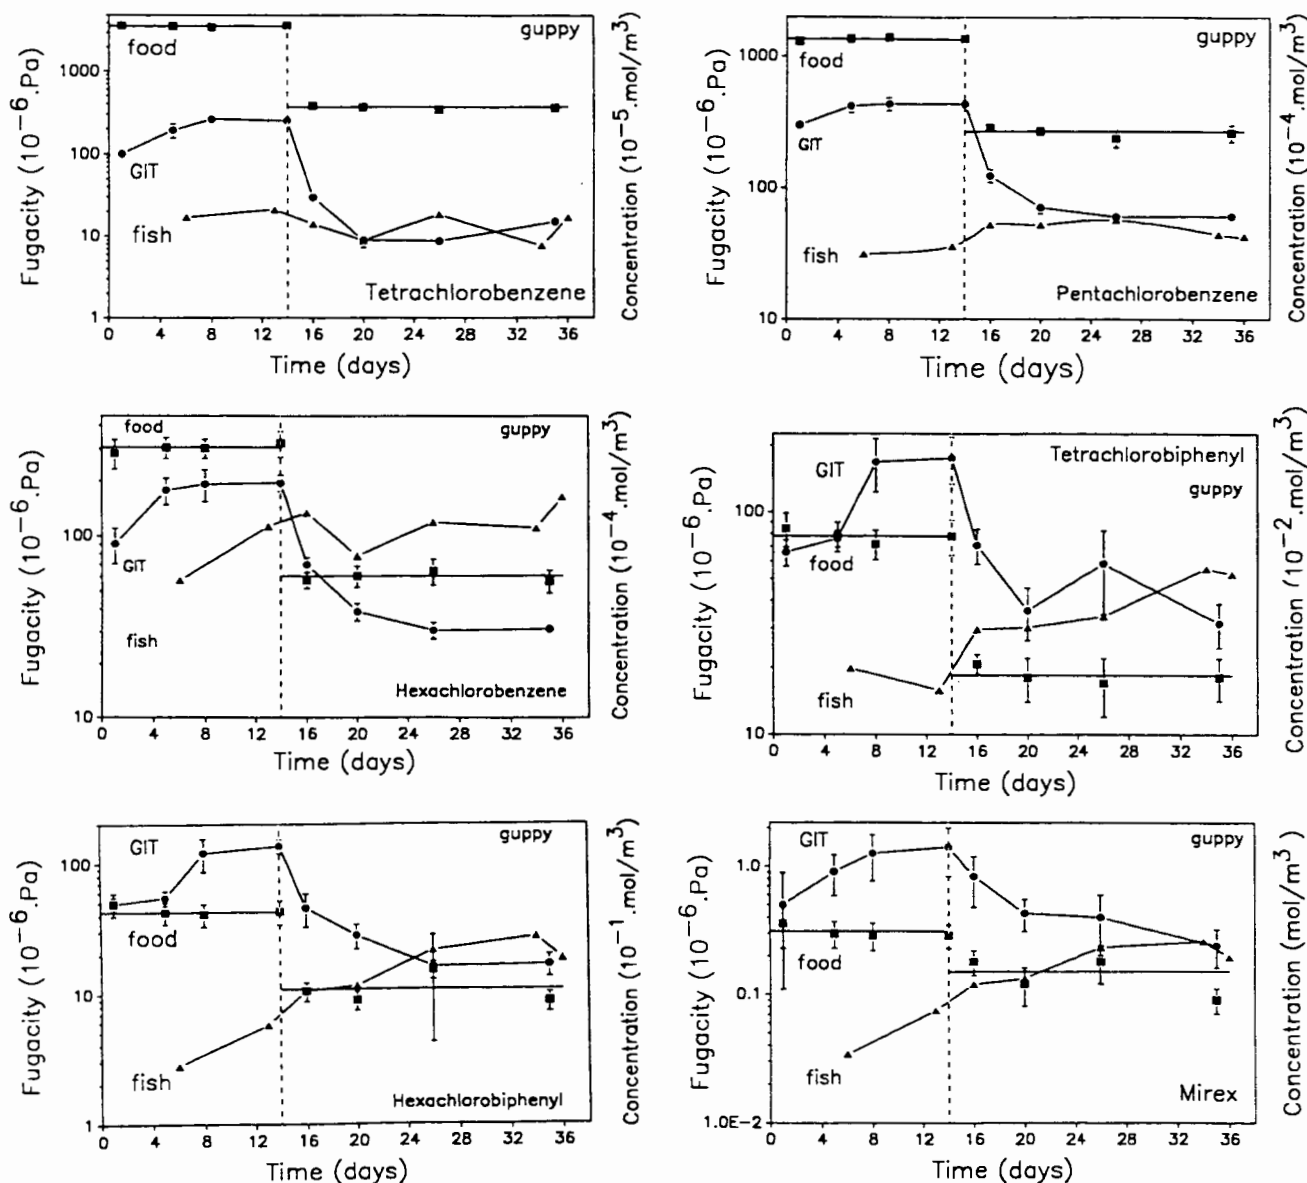 guppy
food
GIT
fish
Tetrachlorobenzene
1000
100
10
1
0 4 8 12 16 20 24 28 32 36
Time (days)
Fugacity (10⁻⁶.Pa)
Concentration (10⁻⁵.mol/m³)
guppy
food
GIT
fish
Pentachlorobenzene
1000
100
10
0 4 8 12 16 20 24 28 32 36
Time (days)
Fugacity (10⁻⁶.Pa)
Concentration (10⁻⁴.mol/m³)
food
guppy
GIT
fish
Hexachlorobenzene
100
10
0 4 8 12 16 20 24 28 32 36
Time (days)
Fugacity (10⁻⁶.Pa)
Concentration (10⁻⁴.mol/m³)
Tetrachlorobiphenyl
GIT
guppy
food
fish
100
10
0 4 8 12 16 20 24 28 32 36
Time (days)
Fugacity (10⁻⁶.Pa)
Concentration (10⁻².mol/m³)
guppy
GIT
food
fish
Hexachlorobiphenyl
100
10
1
0 4 8 12 16 20 24 28 32 36
Time (days)
Fugacity (10⁻⁶.Pa)
Concentration (10⁻¹.mol/m³)
GIT
guppy
food
fish
Mirex
1.0
0.1
1.0E−2
0 4 8 12 16 20 24 28 32 36
Time (days)
Fugacity (10⁻⁶.Pa)
Concentration (mol/m³)